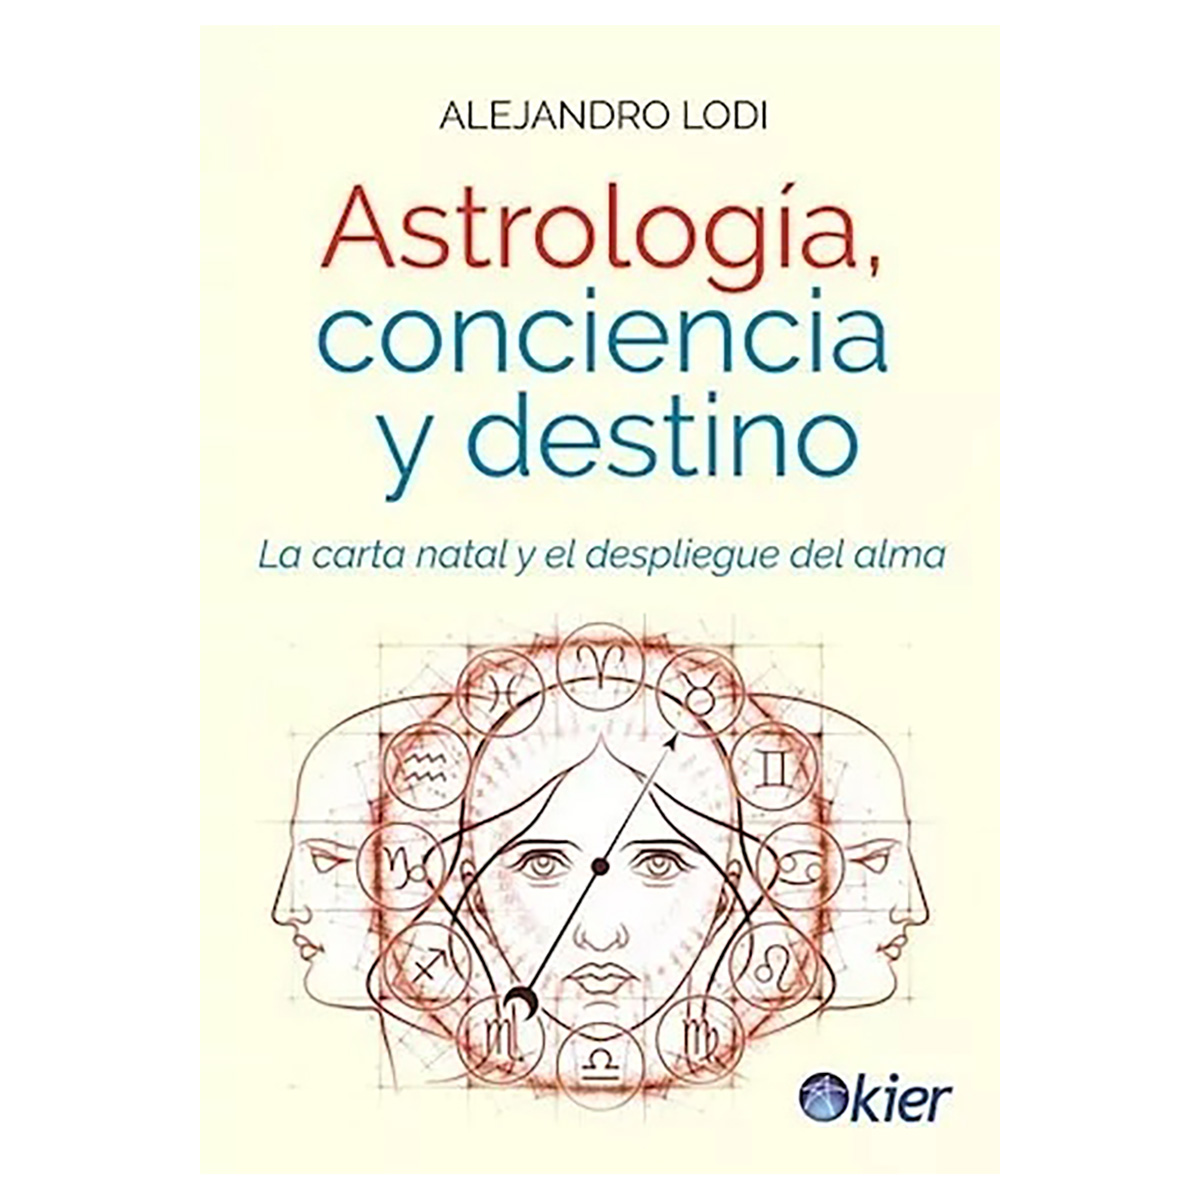 ALEJANDRO LODI
Astrología,
conciencia
y destino
La carta natal y el despliegue del alma
kier